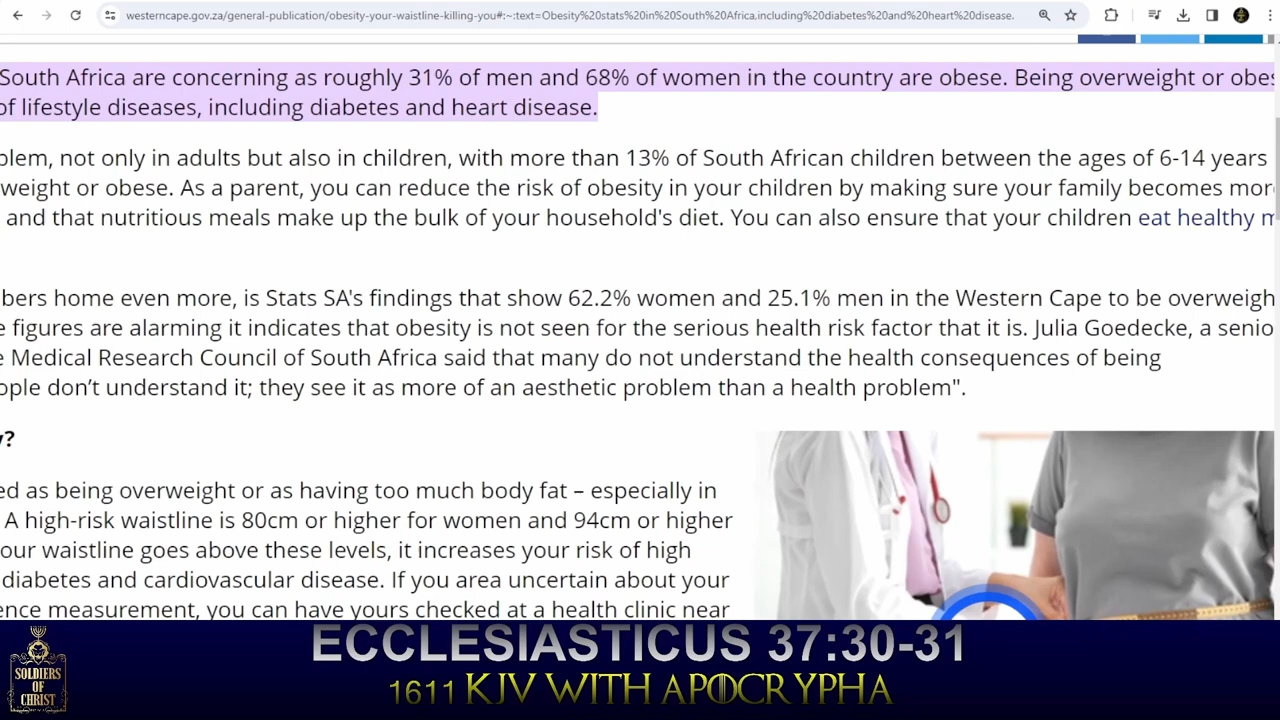 westerncape.gov.za/general-publication/obesity-your-waistline-killing-you#:~:text=Obesity%20stats%20in%20South%20Africa,including%20diabetes%20and%20heart%20disease.
South Africa are concerning as roughly 31% of men and 68% of women in the country are obese. Being overweight or obes
of lifestyle diseases, including diabetes and heart disease.
blem, not only in adults but also in children, with more than 13% of South African children between the ages of 6-14 years
weight or obese. As a parent, you can reduce the risk of obesity in your children by making sure your family becomes more
and that nutritious meals make up the bulk of your household's diet. You can also ensure that your children eat healthy m
bers home even more, is Stats SA's findings that show 62.2% women and 25.1% men in the Western Cape to be overweigh
e figures are alarming it indicates that obesity is not seen for the serious health risk factor that it is. Julia Goedecke, a senio
e Medical Research Council of South Africa said that many do not understand the health consequences of being
ople don’t understand it; they see it as more of an aesthetic problem than a health problem".
y?
ed as being overweight or as having too much body fat – especially in
A high-risk waistline is 80cm or higher for women and 94cm or higher
our waistline goes above these levels, it increases your risk of high
diabetes and cardiovascular disease. If you area uncertain about your
ence measurement, you can have yours checked at a health clinic near
ECCLESIASTICUS 37:30-31
1611 KJV WITH APOCRYPHA
SOLDIERS
OF
CHRIST